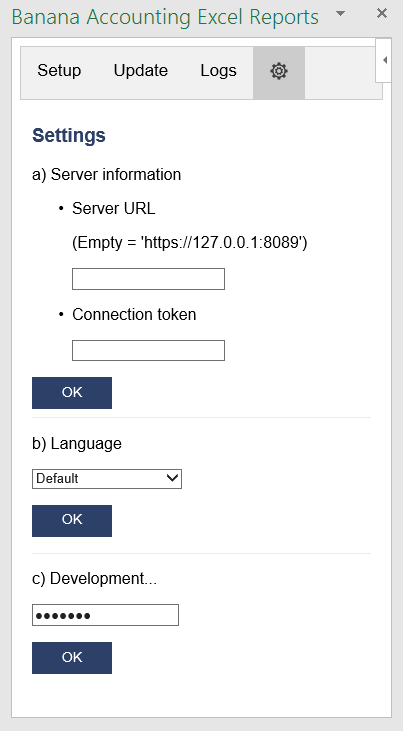 Banana Accounting Excel Reports
Setup Update Logs
Settings
a) Server information
• Server URL
(Empty = 'https://127.0.0.1:8089')
• Connection token
OK
b) Language
Default
OK
c) Development...
•••••••
OK